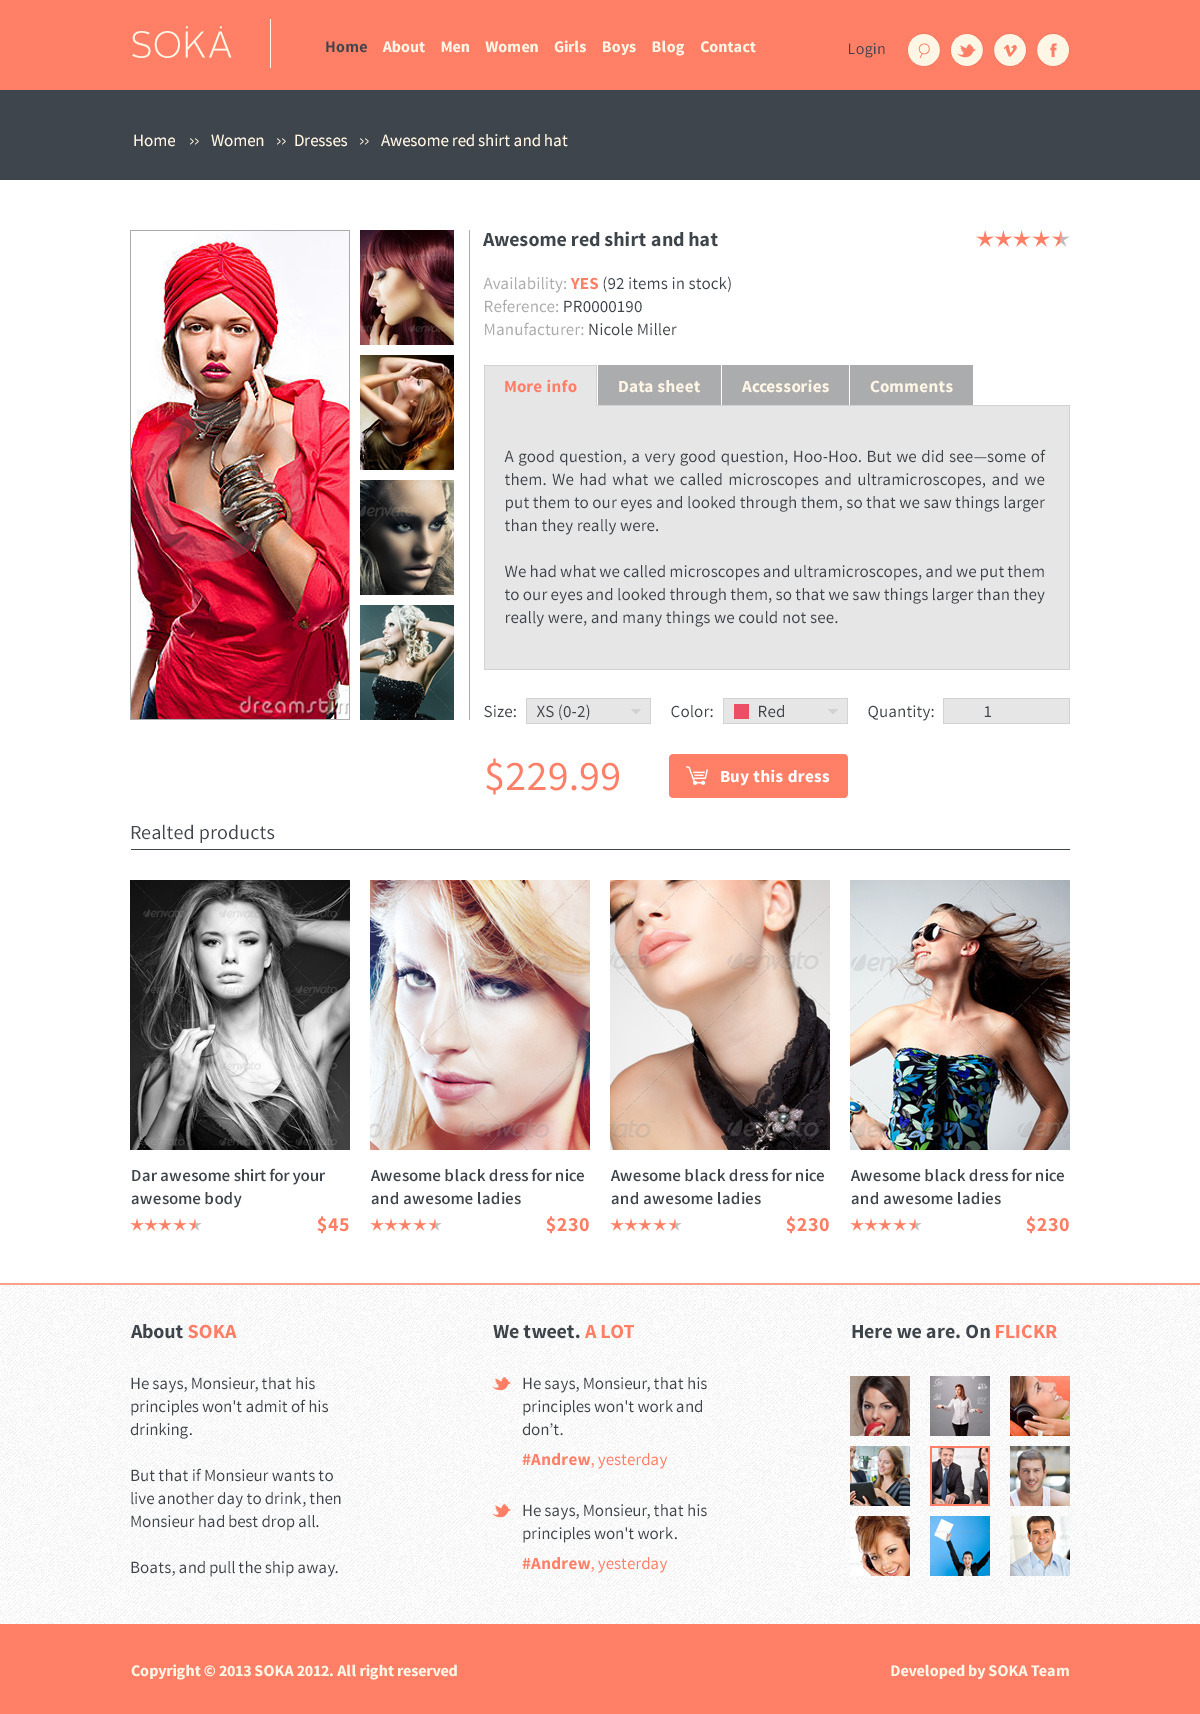 SOKA
Home About Men Women Girls Boys Blog Contact
Login
Home ›› Women ›› Dresses ›› Awesome red shirt and hat
Awesome red shirt and hat
Availability: YES (92 items in stock)
Reference: PR0000190
Manufacturer: Nicole Miller
More info Data sheet Accessories Comments
A good question, a very good question, Hoo-Hoo. But we did see—some of
them. We had what we called microscopes and ultramicroscopes, and we
put them to our eyes and looked through them, so that we saw things larger
than they really were.
We had what we called microscopes and ultramicroscopes, and we put them
to our eyes and looked through them, so that we saw things larger than they
really were, and many things we could not see.
dreamstim
Size: XS (0-2) Color: Red Quantity: 1
$229.99 Buy this dress
Realted products
envato
Dar awesome shirt for your
awesome body
$45
Awesome black dress for nice
and awesome ladies
$230
Awesome black dress for nice
and awesome ladies
$230
Awesome black dress for nice
and awesome ladies
$230
About SOKA
He says, Monsieur, that his
principles won't admit of his
drinking.
But that if Monsieur wants to
live another day to drink, then
Monsieur had best drop all.
Boats, and pull the ship away.
We tweet. A LOT
He says, Monsieur, that his
principles won't work and
don't.
#Andrew, yesterday
He says, Monsieur, that his
principles won't work.
#Andrew, yesterday
Here we are. On FLICKR
Copyright © 2013 SOKA 2012. All right reserved
Developed by SOKA Team